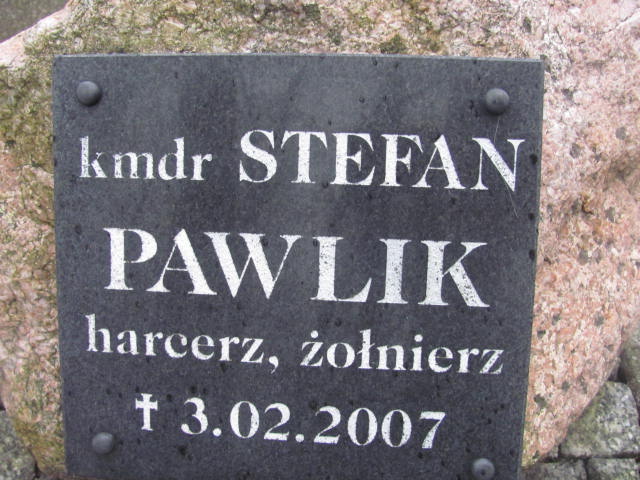 kmdr STEFAN
PAWLIK
harcerz, żołnierz
✝ 3.02.2007